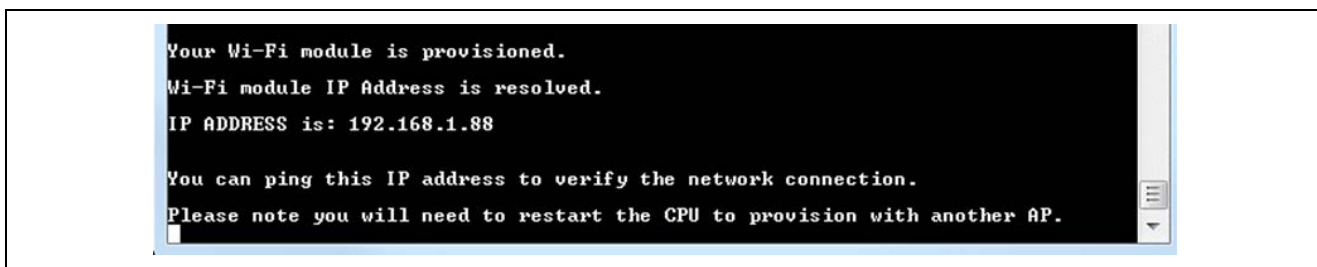 Your Wi-Fi module is provisioned.
Wi-Fi module IP Address is resolved.
IP ADDRESS is: 192.168.1.88
You can ping this IP address to verify the network connection.
Please note you will need to restart the CPU to provision with another AP.